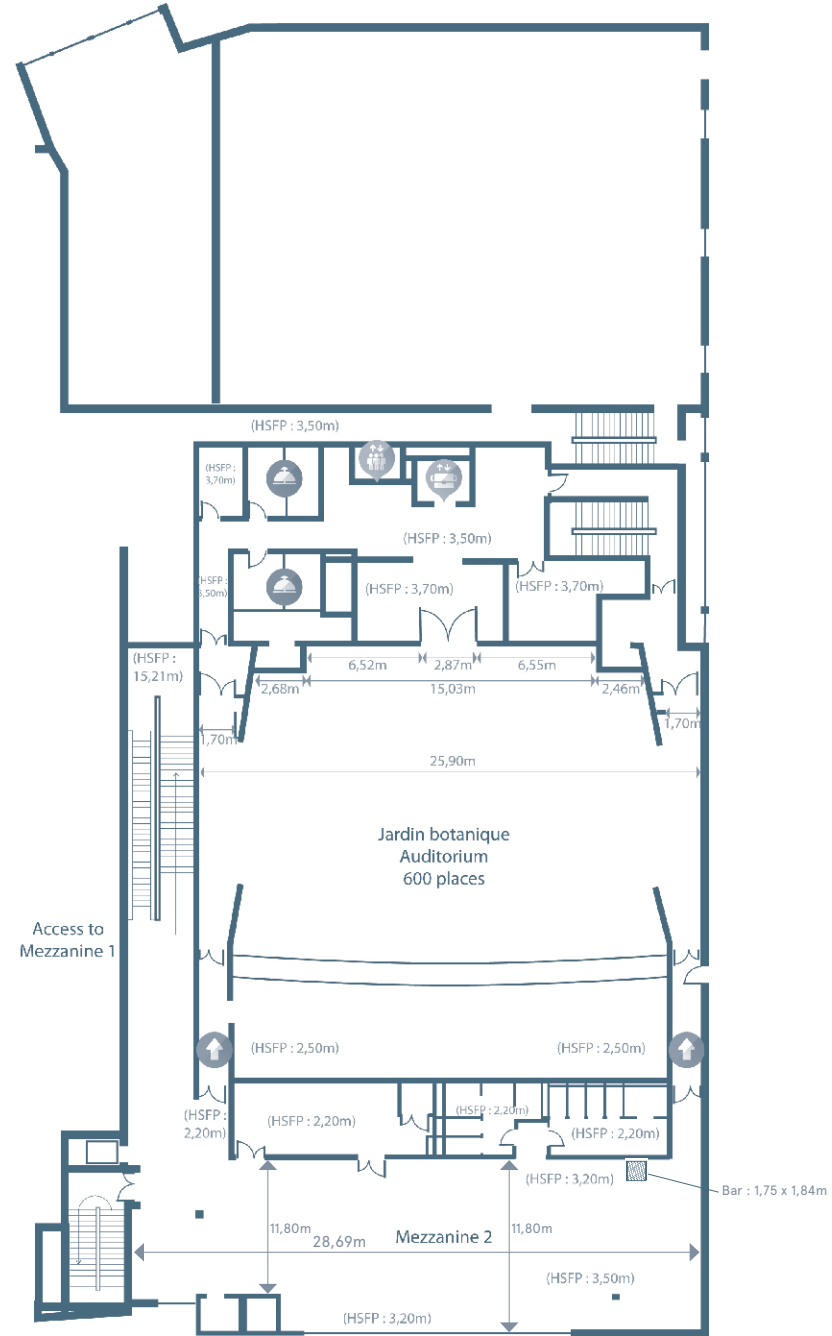 (HSFP : 3,50m)
(HSFP :
3,70m)
(HSFP : 3,50m)
(HSFP :
3,50m)
(HSFP : 3,70m)
(HSFP : 3,70m)
(HSFP :
15,21m)
6,52m
2,87m
6,55m
2,68m
15,03m
2,46m
1,70m
1,70m
25,90m
Jardin botanique
Auditorium
600 places
Access to
Mezzanine 1
(HSFP : 2,50m)
(HSFP : 2,50m)
(HSFP :
2,20m)
(HSFP : 2,20m)
(HSFP : 2,20m)
(HSFP : 2,20m)
(HSFP : 3,20m)
Bar : 1,75 x 1,84m
11,80m
28,69m
11,80m
Mezzanine 2
(HSFP : 3,50m)
(HSFP : 3,20m)